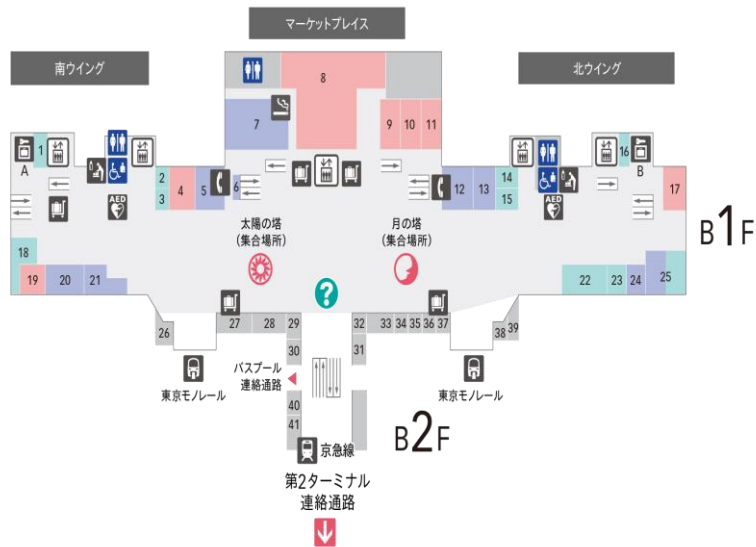 マーケットプレイス
南ウイング
北ウイング
8
7
9 10 11
1
A
2
3
4
5
6
12
13
14
15
16
B
17
AED
AED
太陽の塔
(集合場所)
月の塔
(集合場所)
B1F
18
19
20
21
22
23
24
25
?
26
27
28
29
30
32
31
33 34 35 36 37
38
39
東京モノレール
バスプール
連絡通路
東京モノレール
40
41
B2F
京急線
第2ターミナル
連絡通路